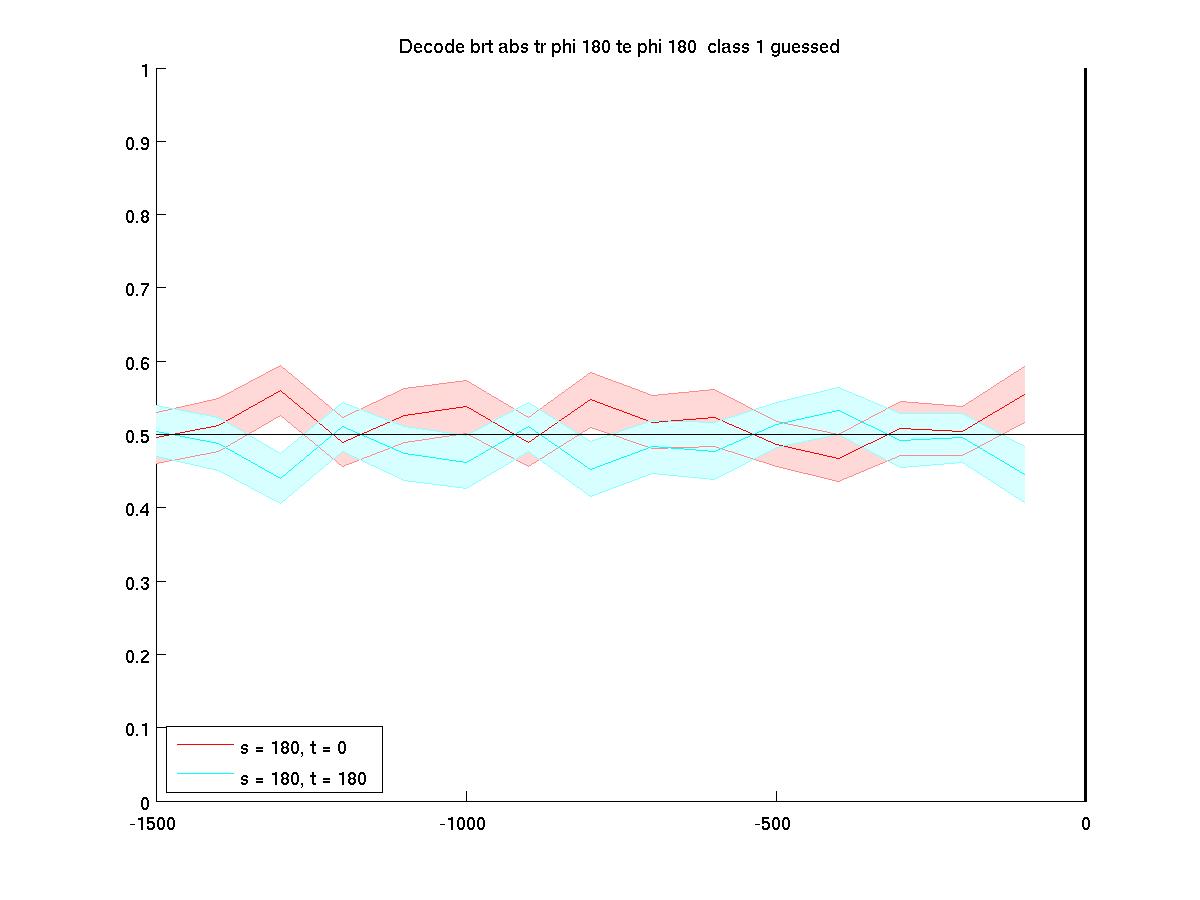 Decode brt abs tr phi 180 te phi 180  class 1 guessed
1
0.9
0.8
0.7
0.6
0.5
0.4
0.3
0.2
0.1
0
s = 180, t = 0
s = 180, t = 180
-1500 -1000 -500 0